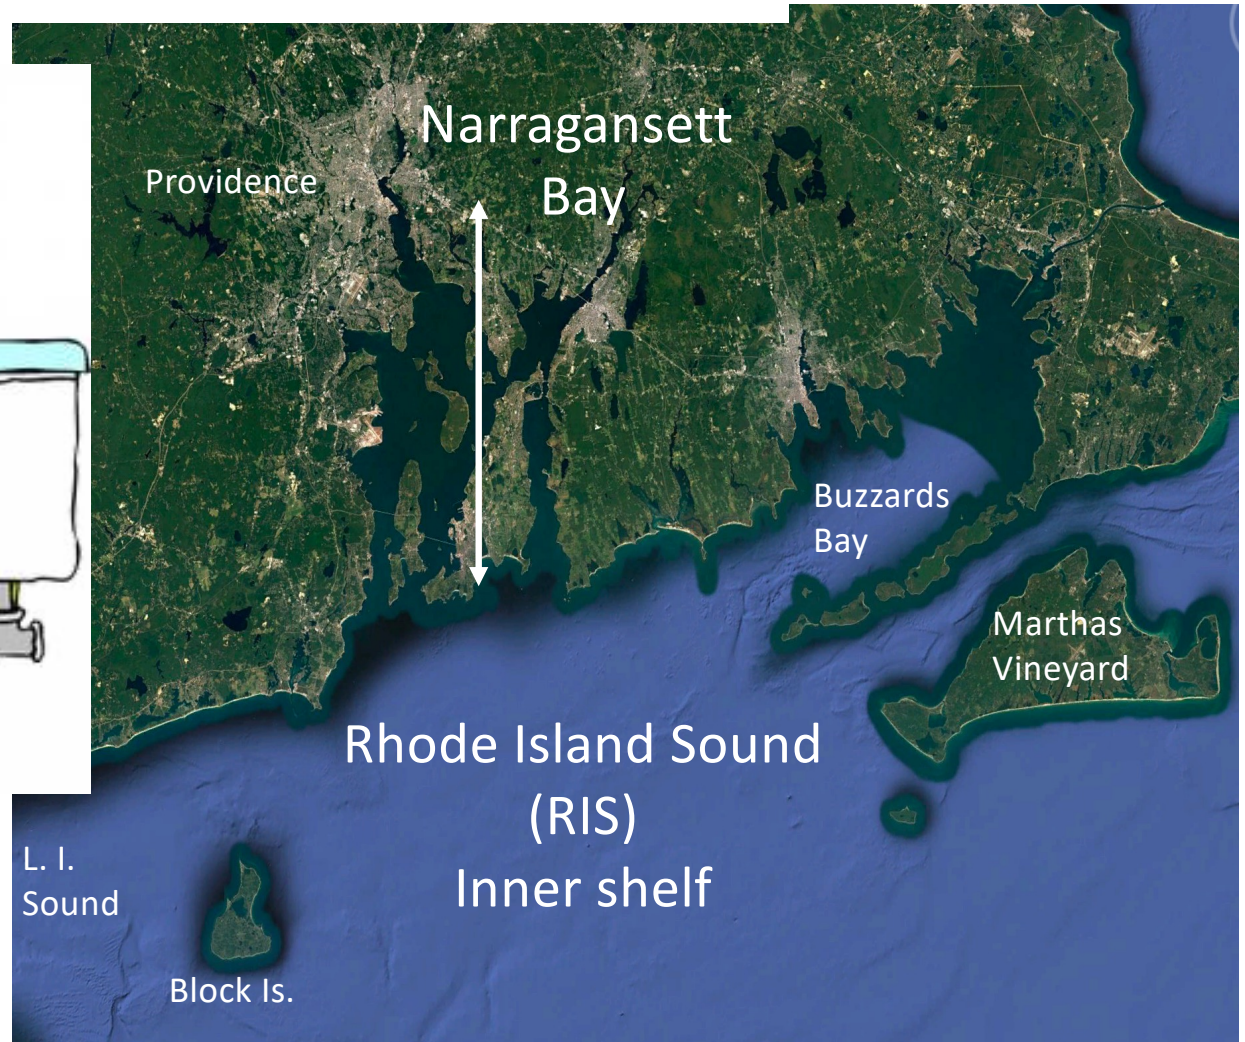 Narragansett
Bay
Providence
Buzzards
Bay
Marthas
Vineyard
Rhode Island Sound
(RIS)
Inner shelf
L. I.
Sound
Block Is.